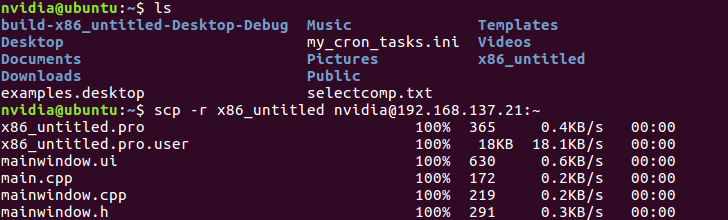 nvidia@ubuntu:~$ ls
build-x86_untitled-Desktop-Debug Music Templates
Desktop my_cron_tasks.ini Videos
Documents Pictures x86_untitled
Downloads Public
examples.desktop selectcomp.txt
nvidia@ubuntu:~$ scp -r x86_untitled nvidia@192.168.137.21:~
x86_untitled.pro 100% 365 0.4KB/s 00:00
x86_untitled.pro.user 100% 18KB 18.1KB/s 00:00
mainwindow.ui 100% 630 0.6KB/s 00:00
main.cpp 100% 172 0.2KB/s 00:00
mainwindow.cpp 100% 219 0.2KB/s 00:00
mainwindow.h 100% 291 0.3KB/s 00:00